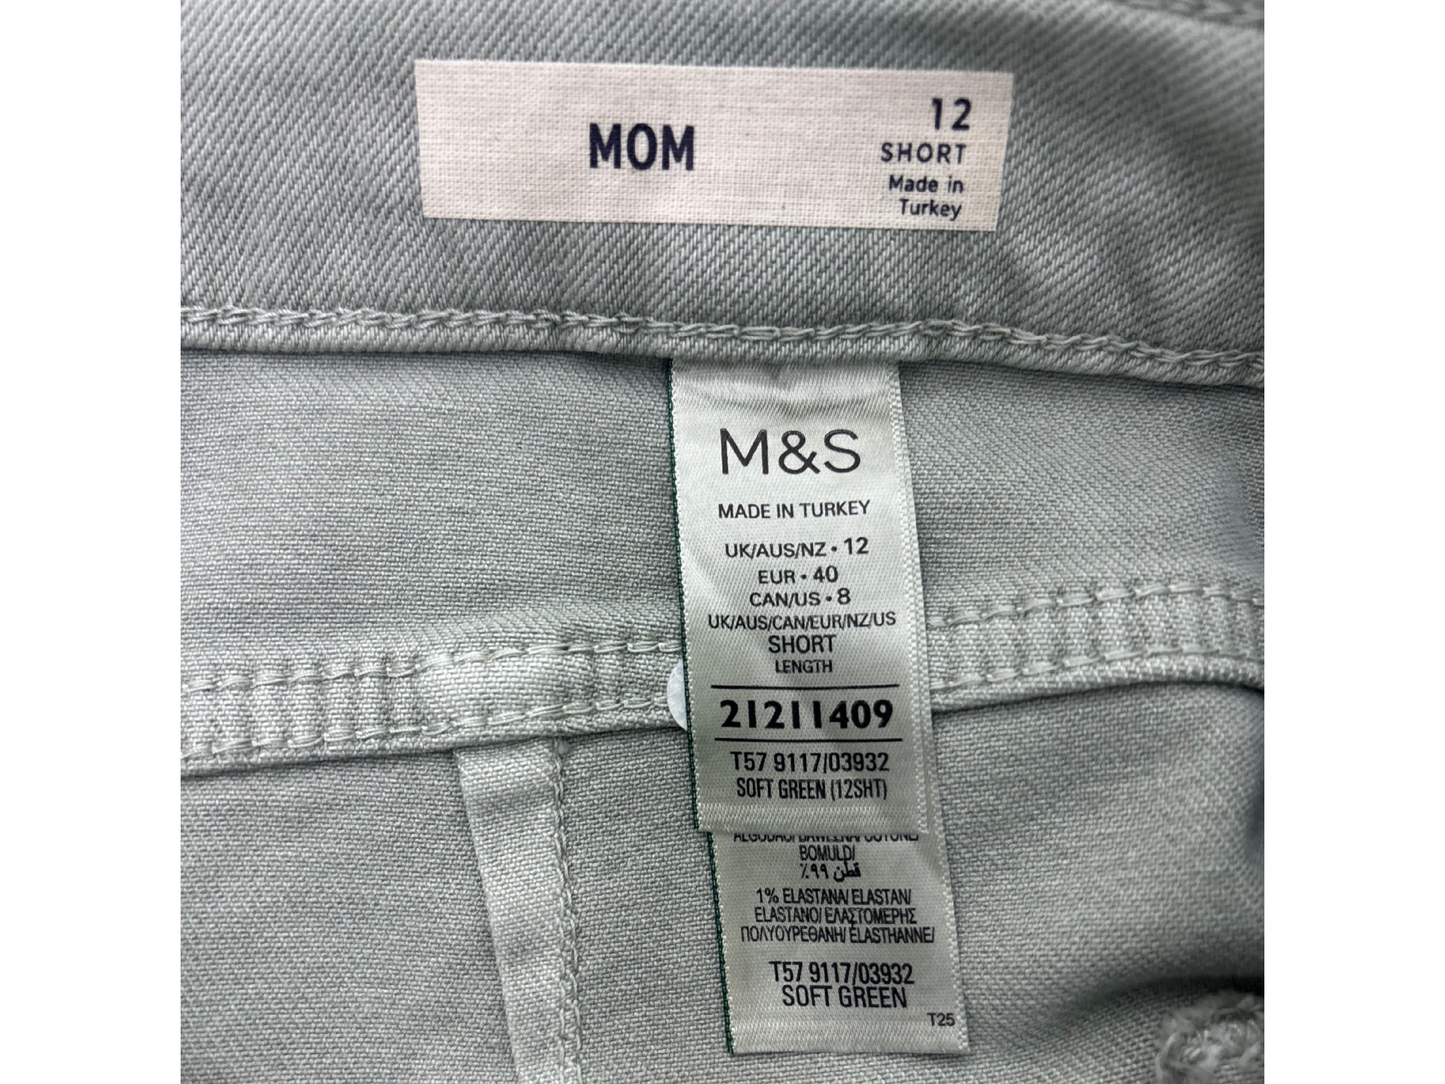 MOM
12
SHORT
Made in
Turkey
M&S
MADE IN TURKEY
UK/AUS/NZ • 12
EUR • 40
CAN/US • 8
UK/AUS/CAN/EUR/NZ/US
SHORT
LENGTH
21211409
T57 9117/03932
SOFT GREEN (12SHT)
BOMULD/
قطن ٩٩٪
1% ELASTANA/ ELASTAN/
ELASTANO/ ΕΛΑΣΤΟΜΕΡΗΣ
ΠΟΛΥΟΥΡΕΘΑΝΗ/ ELASTHANNE/
T57 9117/03932
SOFT GREEN
T25